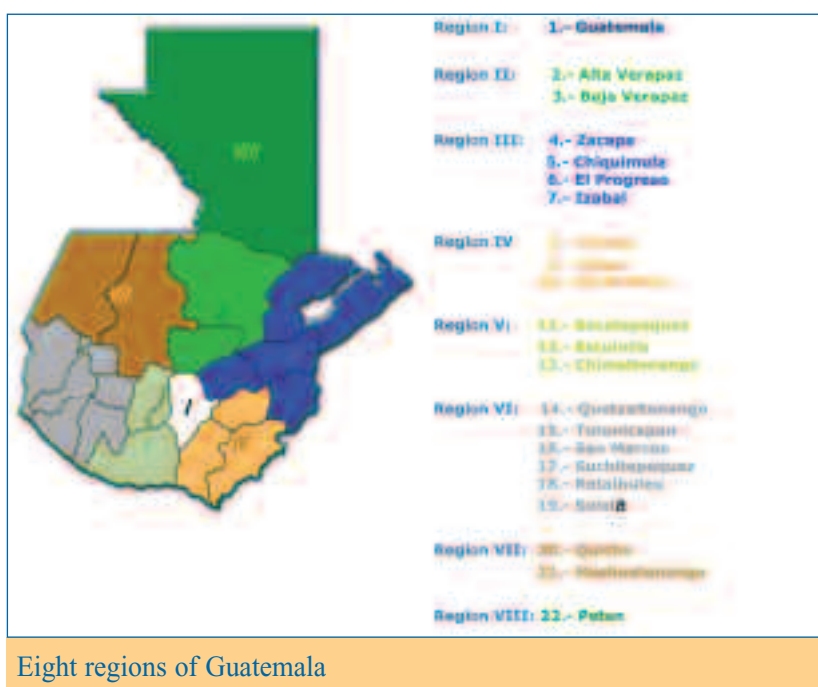 Region I: 1.- Guatemala
Region II: 2.- Alta Verapaz
3.- Baja Verapaz
Region III: 4.- Zacapa
5.- Chiquimula
6.- El Progreso
7.- Izabal
Region IV
Region V: 11.- Sacatepequez
12.- Escuintla
13.- Chimaltenango
Region VI: 14.- Quetzaltenango
15.- Totonicapan
16.- San Marcos
17.- Suchitepequez
18.- Retalhuleu
19.- Sololá
Region VII: 20.- Quiche
21.- Huehuetenango
Region VIII: 22.- Peten
I
Eight regions of Guatemala